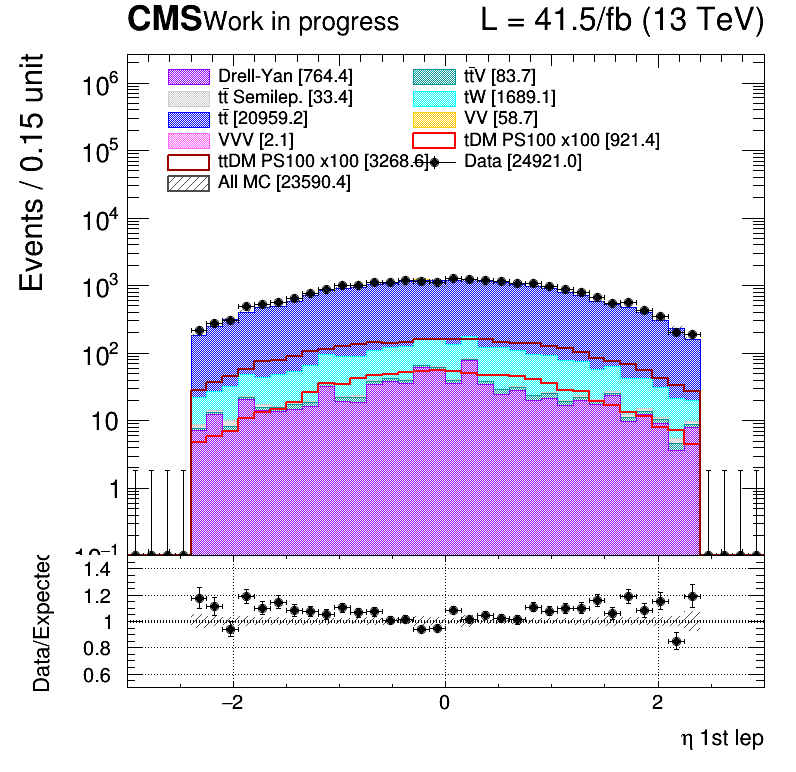 CMS Work in progress L = 41.5/fb (13 TeV)
Events / 0.15 unit
10⁶
10⁵
10⁴
10³
10²
10
1
10⁻¹
Drell-Yan [764.4] tt̄V [83.7]
tt̄ Semilep. [33.4] tW [1689.1]
tt̄ [20959.2] VV [58.7]
VVV [2.1] tDM PS100 x100 [921.4]
ttDM PS100 x100 [3268.6] Data [24921.0]
All MC [23590.4]
Data/Expected
1.4
1.2
1
0.8
0.6
−2 0 2
η 1st lep